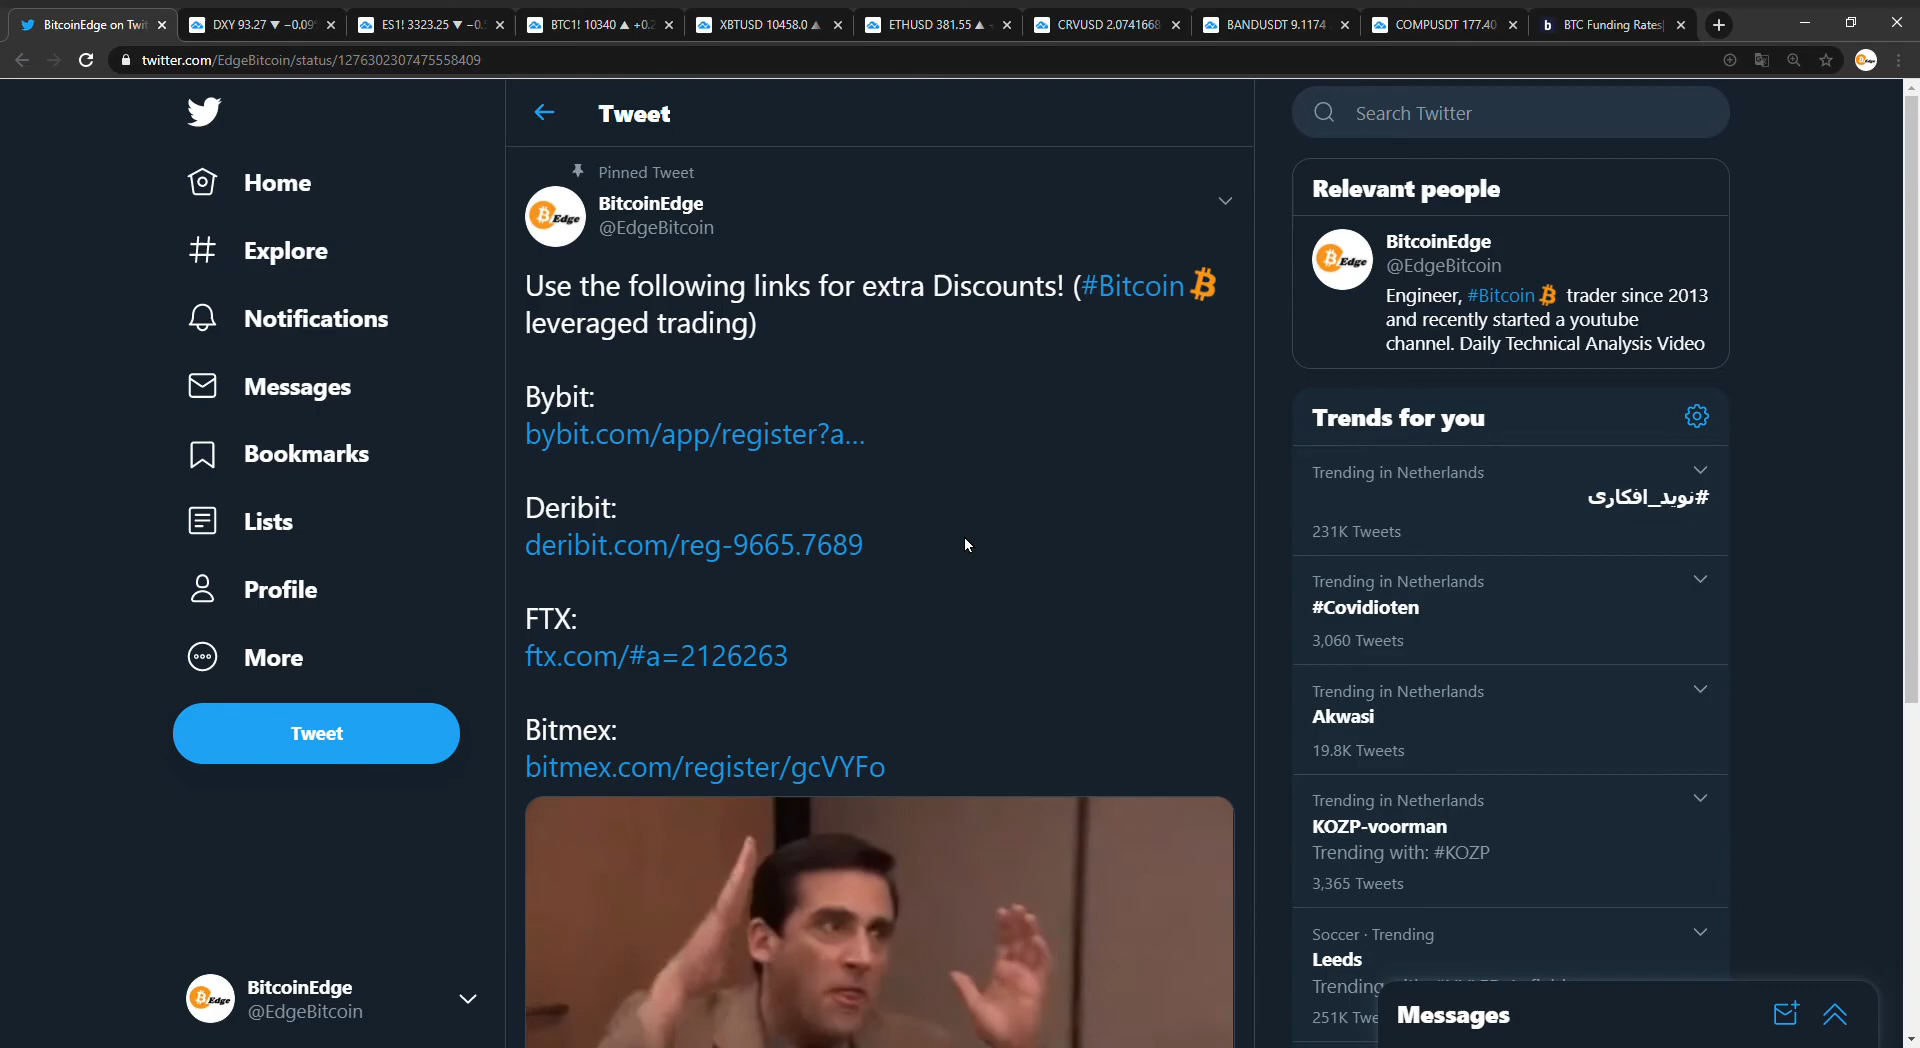 BitcoinEdge on Twit
DXY 93.27 ▼ −0.09
ES1! 3323.25 ▼ −0.
BTC1! 10340 ▲ +0.
XBTUSD 10458.0 ▲
ETHUSD 381.55 ▲
CRVUSD 2.0741668
BANDUSDT 9.1174
COMPUSDT 177.40
BTC Funding Rates
twitter.com/EdgeBitcoin/status/1276302307475558409
Home
Explore
Notifications
Messages
Bookmarks
Lists
Profile
More
Tweet
BitcoinEdge
@EdgeBitcoin
Tweet
Pinned Tweet
Edge
BitcoinEdge
@EdgeBitcoin
Use the following links for extra Discounts! (#Bitcoin
leveraged trading)
Bybit:
bybit.com/app/register?a...
Deribit:
deribit.com/reg-9665.7689
FTX:
ftx.com/#a=2126263
Bitmex:
bitmex.com/register/gcVYFo
Search Twitter
Relevant people
Edge
BitcoinEdge
@EdgeBitcoin
Engineer, #Bitcoin trader since 2013
and recently started a youtube
channel. Daily Technical Analysis Video
Trends for you
Trending in Netherlands
#نوید_افکاری
231K Tweets
Trending in Netherlands
#Covidioten
3,060 Tweets
Trending in Netherlands
Akwasi
19.8K Tweets
Trending in Netherlands
KOZP-voorman
Trending with: #KOZP
3,365 Tweets
Soccer · Trending
Leeds
Trending
251K Twe
Messages